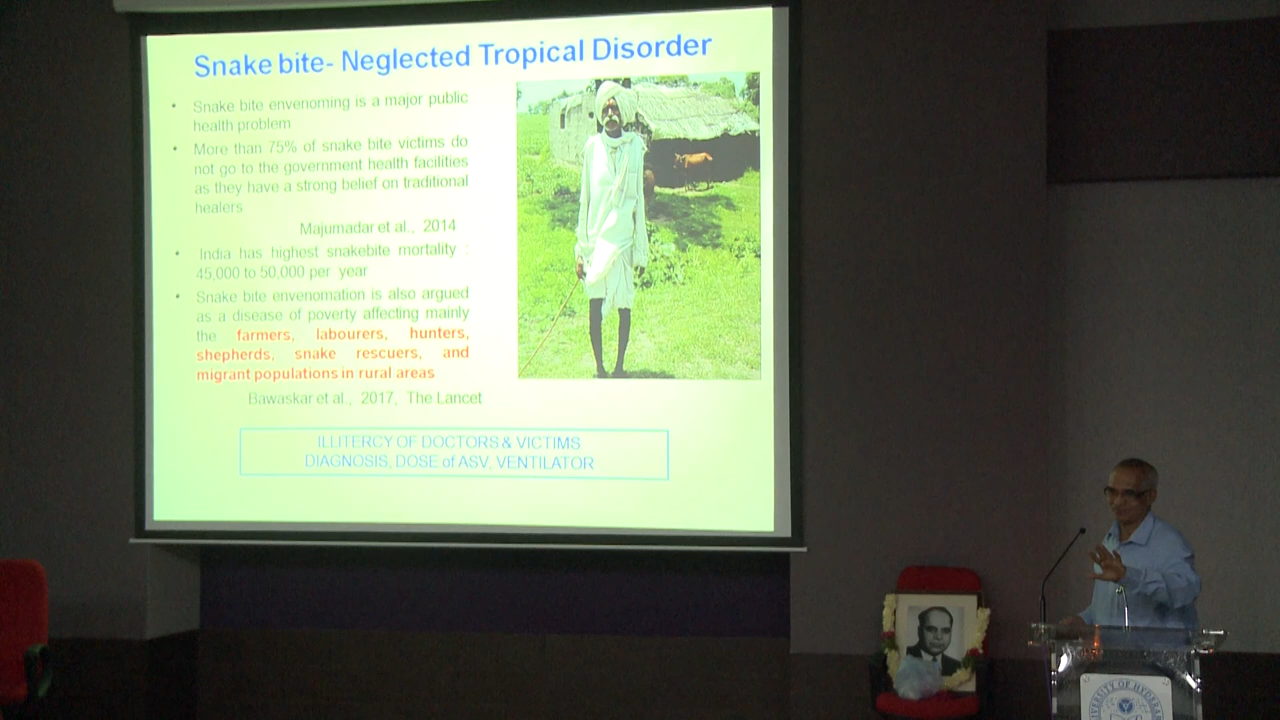 Snake bite- Neglected Tropical Disorder
• Snake bite envenoming is a major public
health problem
• More than 75% of snake bite victims do
not go to the government health facilities
as they have a strong belief on traditional
healers
Majumadar et al., 2014
• India has highest snakebite mortality :
45,000 to 50,000 per year
• Snake bite envenomation is also argued
as a disease of poverty affecting mainly
the farmers, labourers, hunters,
shepherds, snake rescuers, and
migrant populations in rural areas
Bawaskar et al., 2017, The Lancet
ILLITERCY OF DOCTORS & VICTIMS
DIAGNOSIS, DOSE of ASV, VENTILATOR
UNIVERSITY OF HYDERA